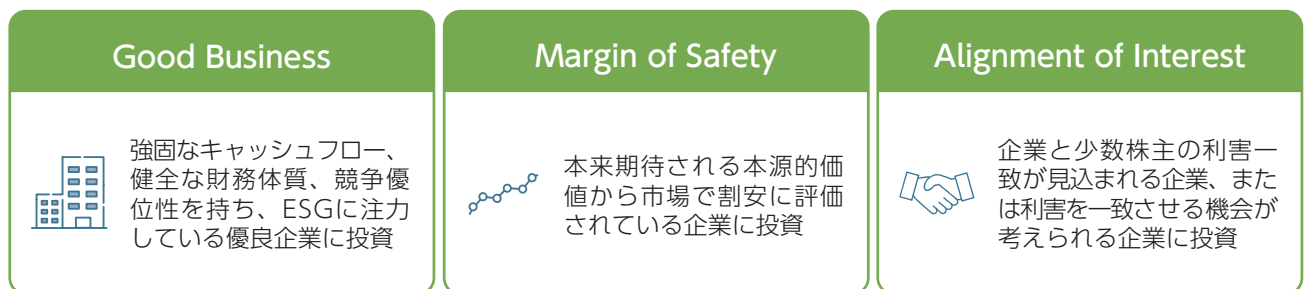 Good Business
強固なキャッシュフロー、
健全な財務体質、競争優
位性を持ち、ESGに注力
している優良企業に投資
Margin of Safety
本来期待される本源的価
値から市場で割安に評価
されている企業に投資
Alignment of Interest
企業と少数株主の利害一
致が見込まれる企業、また
は利害を一致させる機会が
考えられる企業に投資